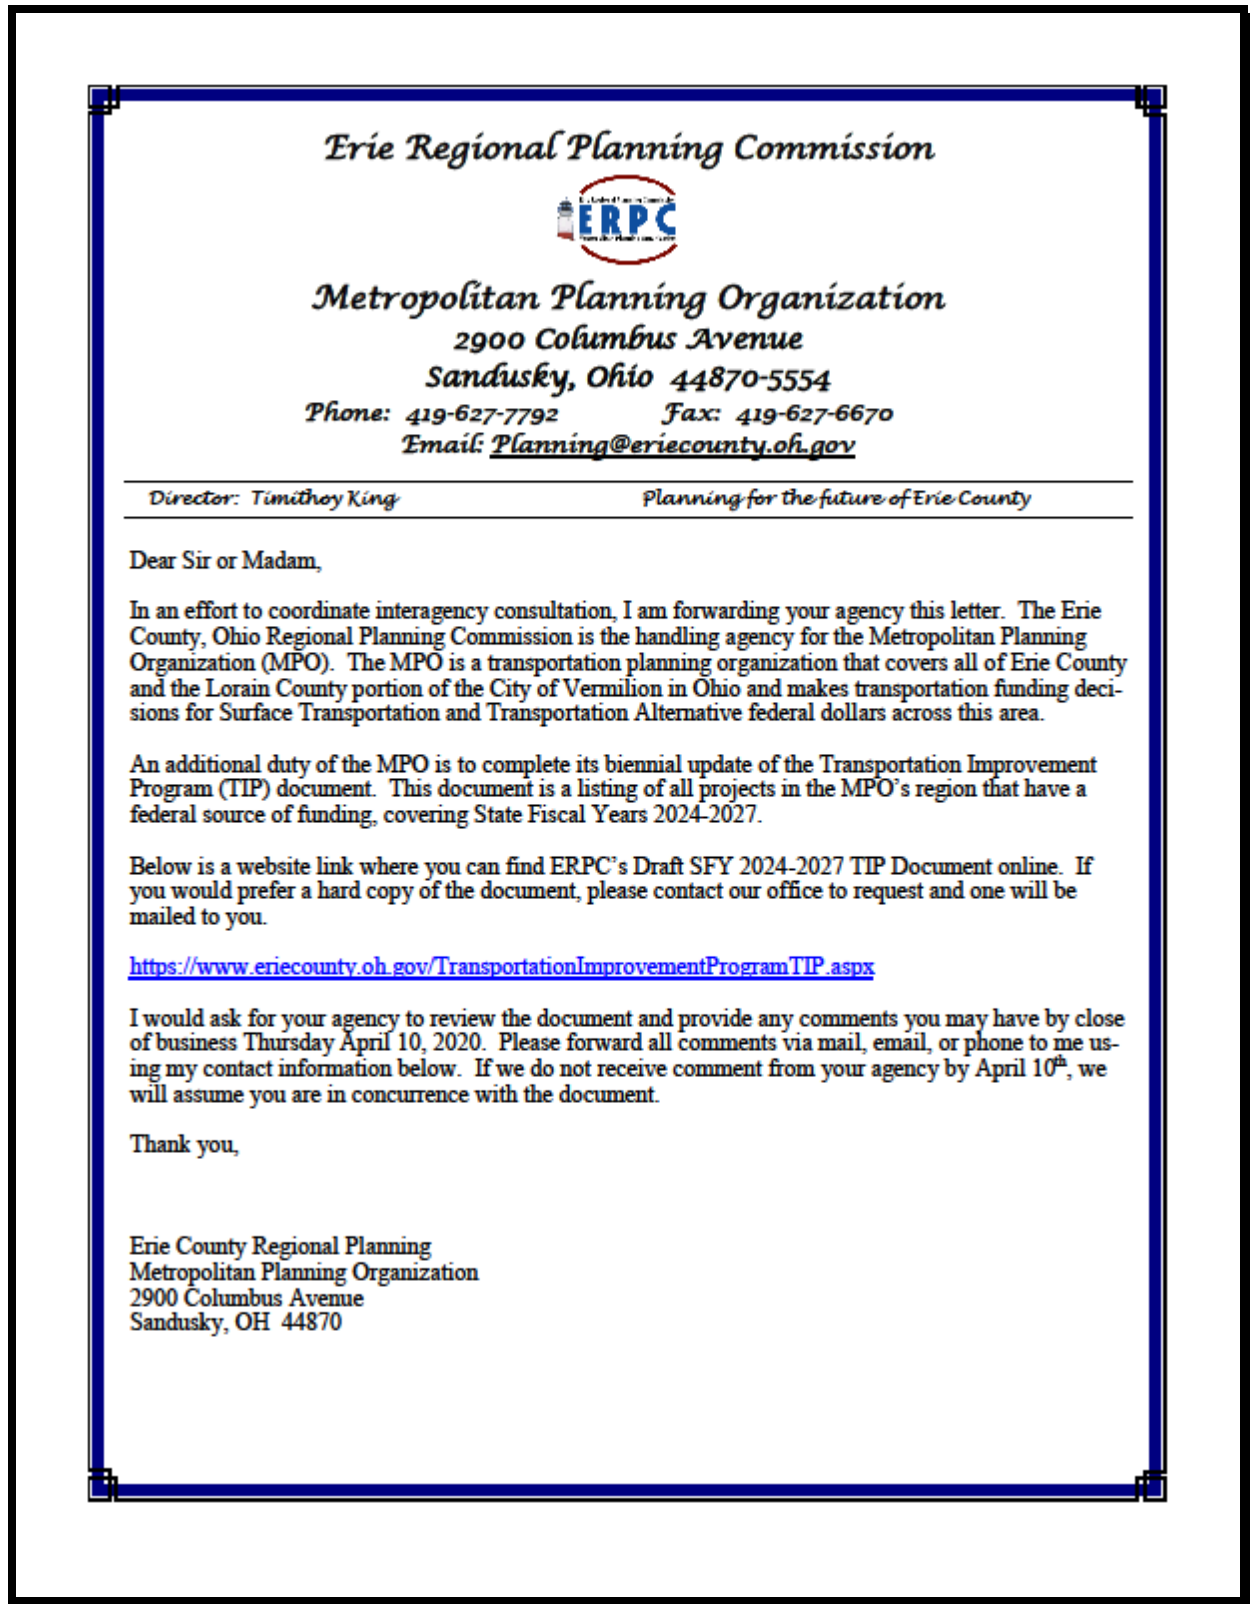 Erie Regional Planning Commission
ERPC
Metropolitan Planning Organization
2900 Columbus Avenue
Sandusky, Ohio 44870-5554
Phone: 419-627-7792 Fax: 419-627-6670
Email: Planning@eriecounty.oh.gov
Director: Timithoy King Planning for the future of Erie County
Dear Sir or Madam,
In an effort to coordinate interagency consultation, I am forwarding your agency this letter. The Erie
County, Ohio Regional Planning Commission is the handling agency for the Metropolitan Planning
Organization (MPO). The MPO is a transportation planning organization that covers all of Erie County
and the Lorain County portion of the City of Vermilion in Ohio and makes transportation funding deci-
sions for Surface Transportation and Transportation Alternative federal dollars across this area.
An additional duty of the MPO is to complete its biennial update of the Transportation Improvement
Program (TIP) document. This document is a listing of all projects in the MPO’s region that have a
federal source of funding, covering State Fiscal Years 2024-2027.
Below is a website link where you can find ERPC’s Draft SFY 2024-2027 TIP Document online. If
you would prefer a hard copy of the document, please contact our office to request and one will be
mailed to you.
https://www.eriecounty.oh.gov/TransportationImprovementProgramTIP.aspx
I would ask for your agency to review the document and provide any comments you may have by close
of business Thursday April 10, 2020. Please forward all comments via mail, email, or phone to me us-
ing my contact information below. If we do not receive comment from your agency by April 10th, we
will assume you are in concurrence with the document.
Thank you,
Erie County Regional Planning
Metropolitan Planning Organization
2900 Columbus Avenue
Sandusky, OH 44870